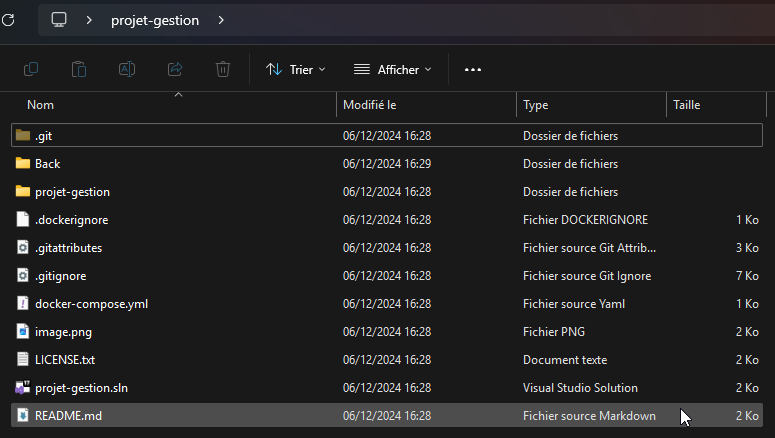 projet-gestion
Trier Afficher
Nom Modifié le Type Taille
.git 06/12/2024 16:28 Dossier de fichiers
Back 06/12/2024 16:29 Dossier de fichiers
projet-gestion 06/12/2024 16:28 Dossier de fichiers
.dockerignore 06/12/2024 16:28 Fichier DOCKERIGNORE 1 Ko
.gitattributes 06/12/2024 16:28 Fichier source Git Attrib... 3 Ko
.gitignore 06/12/2024 16:28 Fichier source Git Ignore 7 Ko
docker-compose.yml 06/12/2024 16:28 Fichier source Yaml 1 Ko
image.png 06/12/2024 16:28 Fichier PNG 2 Ko
LICENSE.txt 06/12/2024 16:28 Document texte 2 Ko
projet-gestion.sln 06/12/2024 16:28 Visual Studio Solution 2 Ko
README.md 06/12/2024 16:28 Fichier source Markdown 2 Ko